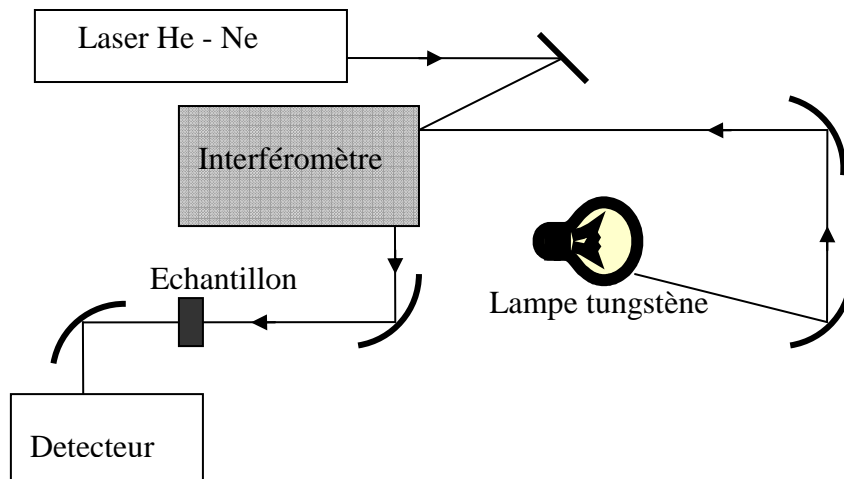 Laser He - Ne
Interféromètre
Echantillon
Lampe tungstène
Detecteur